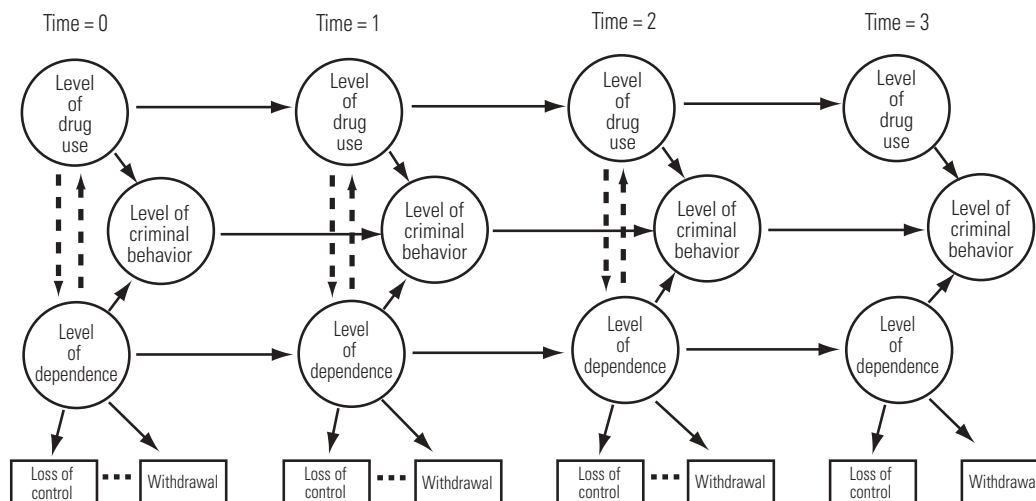 Time = 0
Time = 1
Time = 2
Time = 3
Level
of
drug
use
Level
of
drug
use
Level
of
drug
use
Level
of
drug
use
Level of
criminal
behavior
Level of
criminal
behavior
Level of
criminal
behavior
Level of
criminal
behavior
Level
of
dependence
Level
of
dependence
Level
of
dependence
Level
of
dependence
Loss of
control
Withdrawal
Loss of
control
Withdrawal
Loss of
control
Withdrawal
Loss of
control
Withdrawal